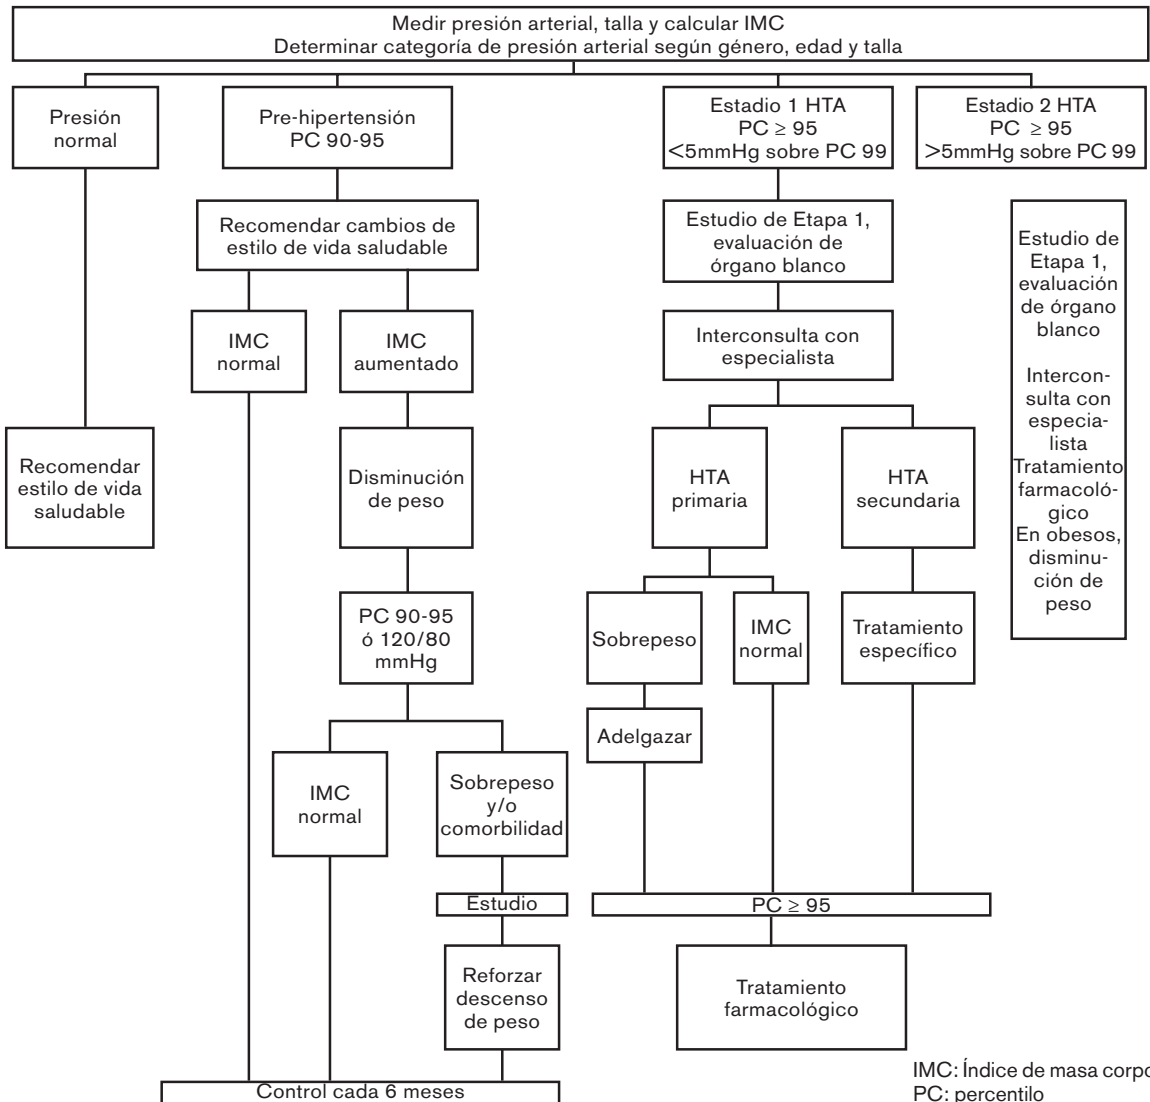 Medir presión arterial, talla y calcular IMC
Determinar categoría de presión arterial según género, edad y talla
Presión
normal
Pre-hipertensión
PC 90-95
Estadio 1 HTA
PC ≥ 95
<5mmHg sobre PC 99
Estadio 2 HTA
PC ≥ 95
>5mmHg sobre PC 99
Recomendar cambios de
estilo de vida saludable
Estudio de Etapa 1,
evaluación de
órgano blanco
Estudio de
Etapa 1,
evaluación
de órgano
blanco
Intercon-
sulta con
especia-
lista
Tratamiento
farmacoló-
gico
En obesos,
disminu-
ción de
peso
IMC
normal
IMC
aumentado
Interconsulta con
especialista
Recomendar
estilo de vida
saludable
Disminución
de peso
HTA
primaria
HTA
secundaria
PC 90-95
ó 120/80
mmHg
Sobrepeso
IMC
normal
Tratamiento
específico
Adelgazar
IMC
normal
Sobrepeso
y/o
comorbilidad
Estudio
PC ≥ 95
Reforzar
descenso
de peso
Tratamiento
farmacológico
Control cada 6 meses
IMC: Índice de masa corpo
PC: percentilo